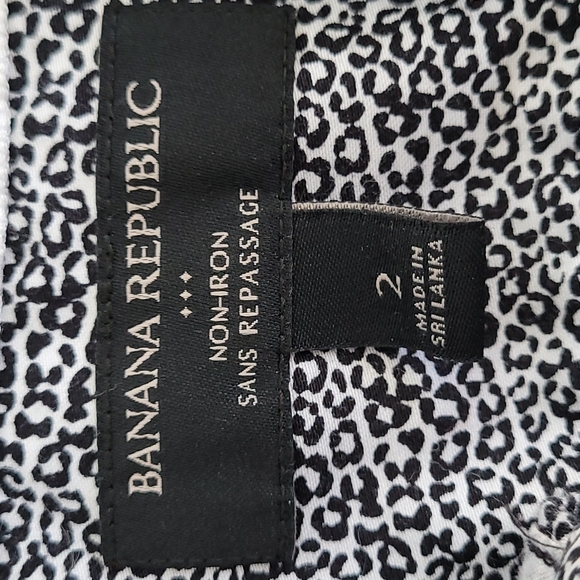 BANANA REPUBLIC
NON-IRON
SANS REPASSAGE
2
MADE IN
SRI LANKA